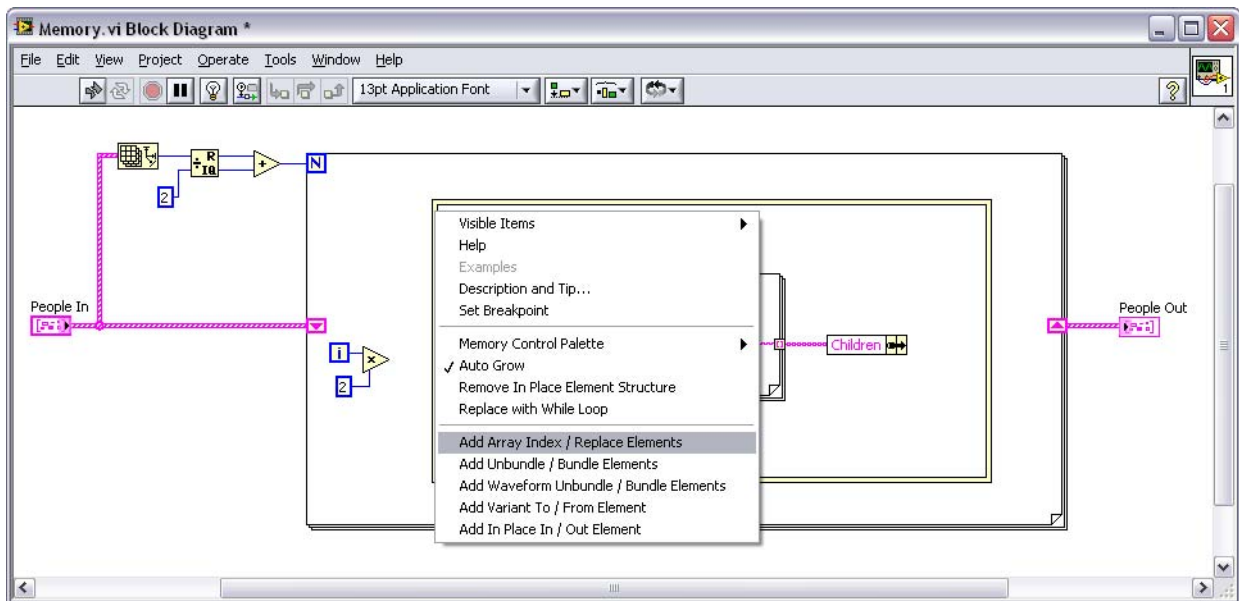 Memory.vi Block Diagram *
File Edit View Project Operate Tools Window Help
13pt Application Font
1
R
IQ
+
N
2
People In
i
x
2
Visible Items
Help
Examples
Description and Tip...
Set Breakpoint
Memory Control Palette
Auto Grow
Remove In Place Element Structure
Replace with While Loop
Add Array Index / Replace Elements
Add Unbundle / Bundle Elements
Add Waveform Unbundle / Bundle Elements
Add Variant To / From Element
Add In Place In / Out Element
Children
People Out